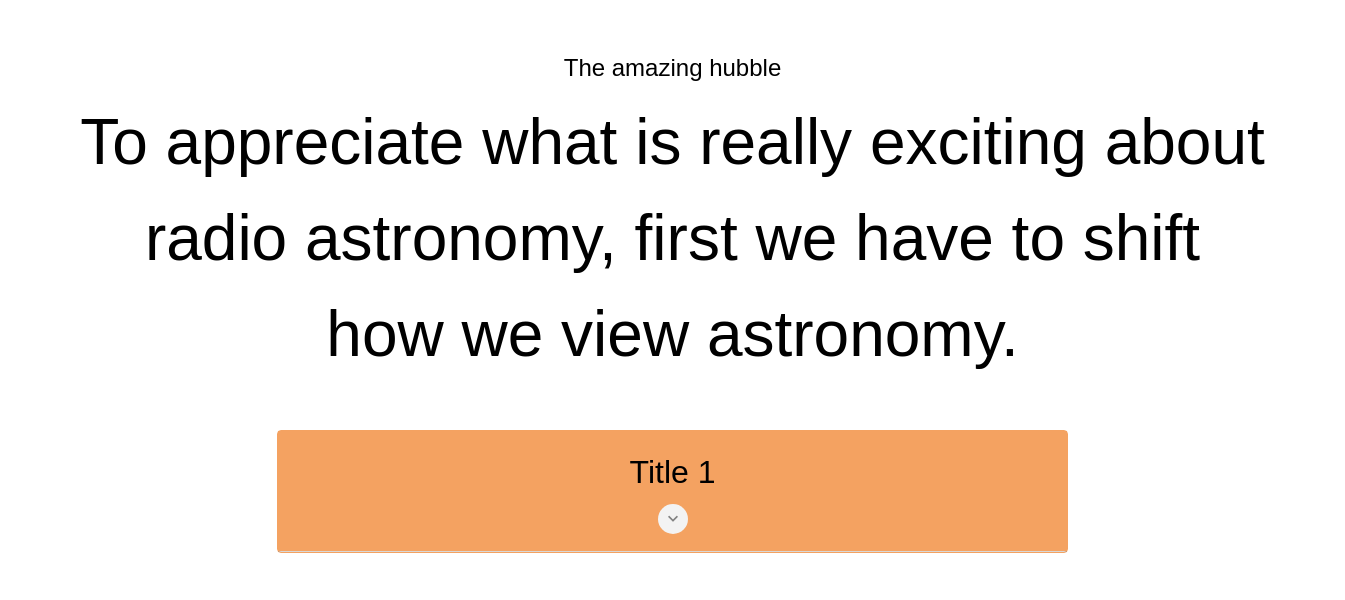 The amazing hubble
To appreciate what is really exciting about
radio astronomy, first we have to shift
how we view astronomy.
Title 1